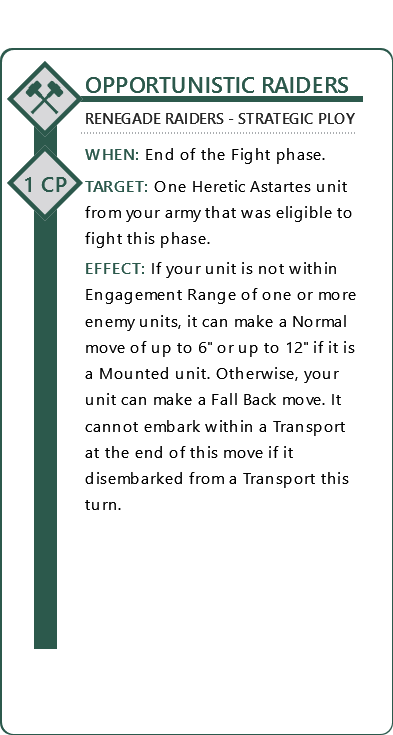 OPPORTUNISTIC RAIDERS
RENEGADE RAIDERS - STRATEGIC PLOY
1 CP
WHEN: End of the Fight phase.
TARGET: One Heretic Astartes unit
from your army that was eligible to
fight this phase.
EFFECT: If your unit is not within
Engagement Range of one or more
enemy units, it can make a Normal
move of up to 6" or up to 12" if it is
a Mounted unit. Otherwise, your
unit can make a Fall Back move. It
cannot embark within a Transport
at the end of this move if it
disembarked from a Transport this
turn.